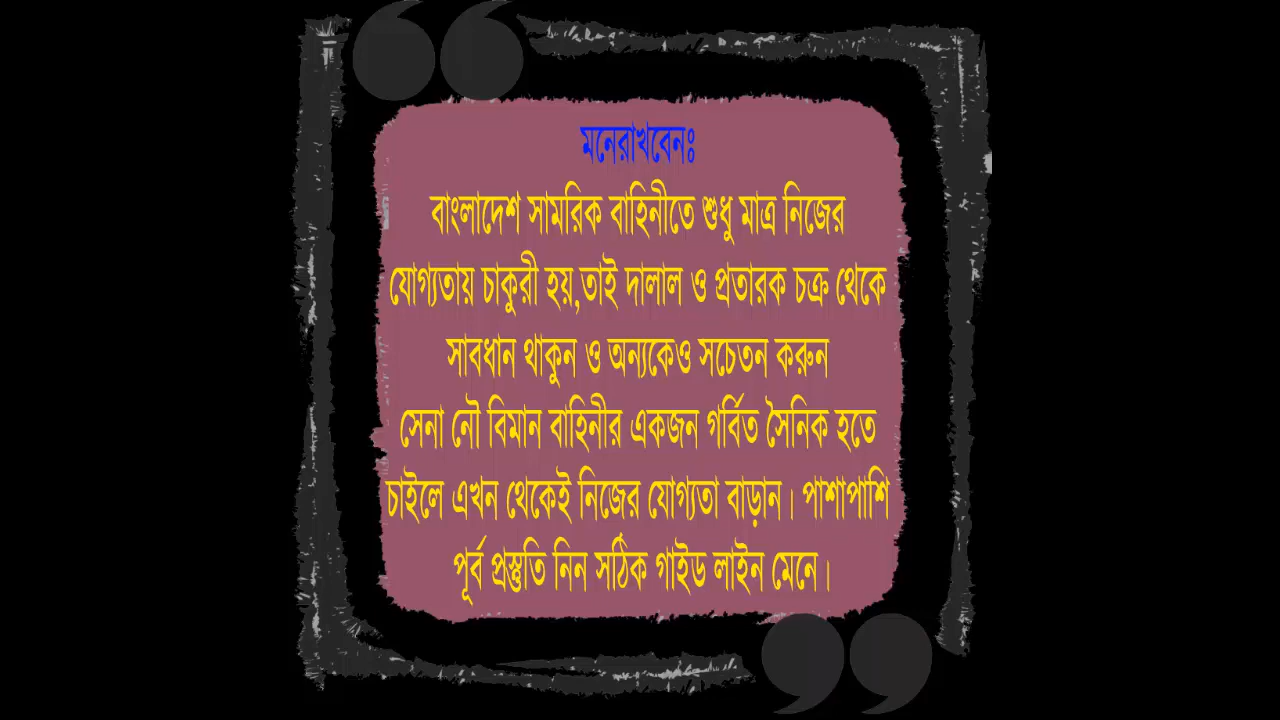 মনেরাখবেনঃ
বাংলাদেশ সামরিক বাহিনীতে শুধু মাত্র নিজের
যোগ্যতায় চাকুরী হয়,তাই দালাল ও প্রতারক চক্র থেকে
সাবধান থাকুন ও অন্যকেও সচেতন করুন
সেনা নৌ বিমান বাহিনীর একজন গর্বিত সৈনিক হতে
চাইলে এখন থেকেই নিজের যোগ্যতা বাড়ান। পাশাপাশি
পূর্ব প্রস্তুতি নিন সঠিক গাইড লাইন মেনে।